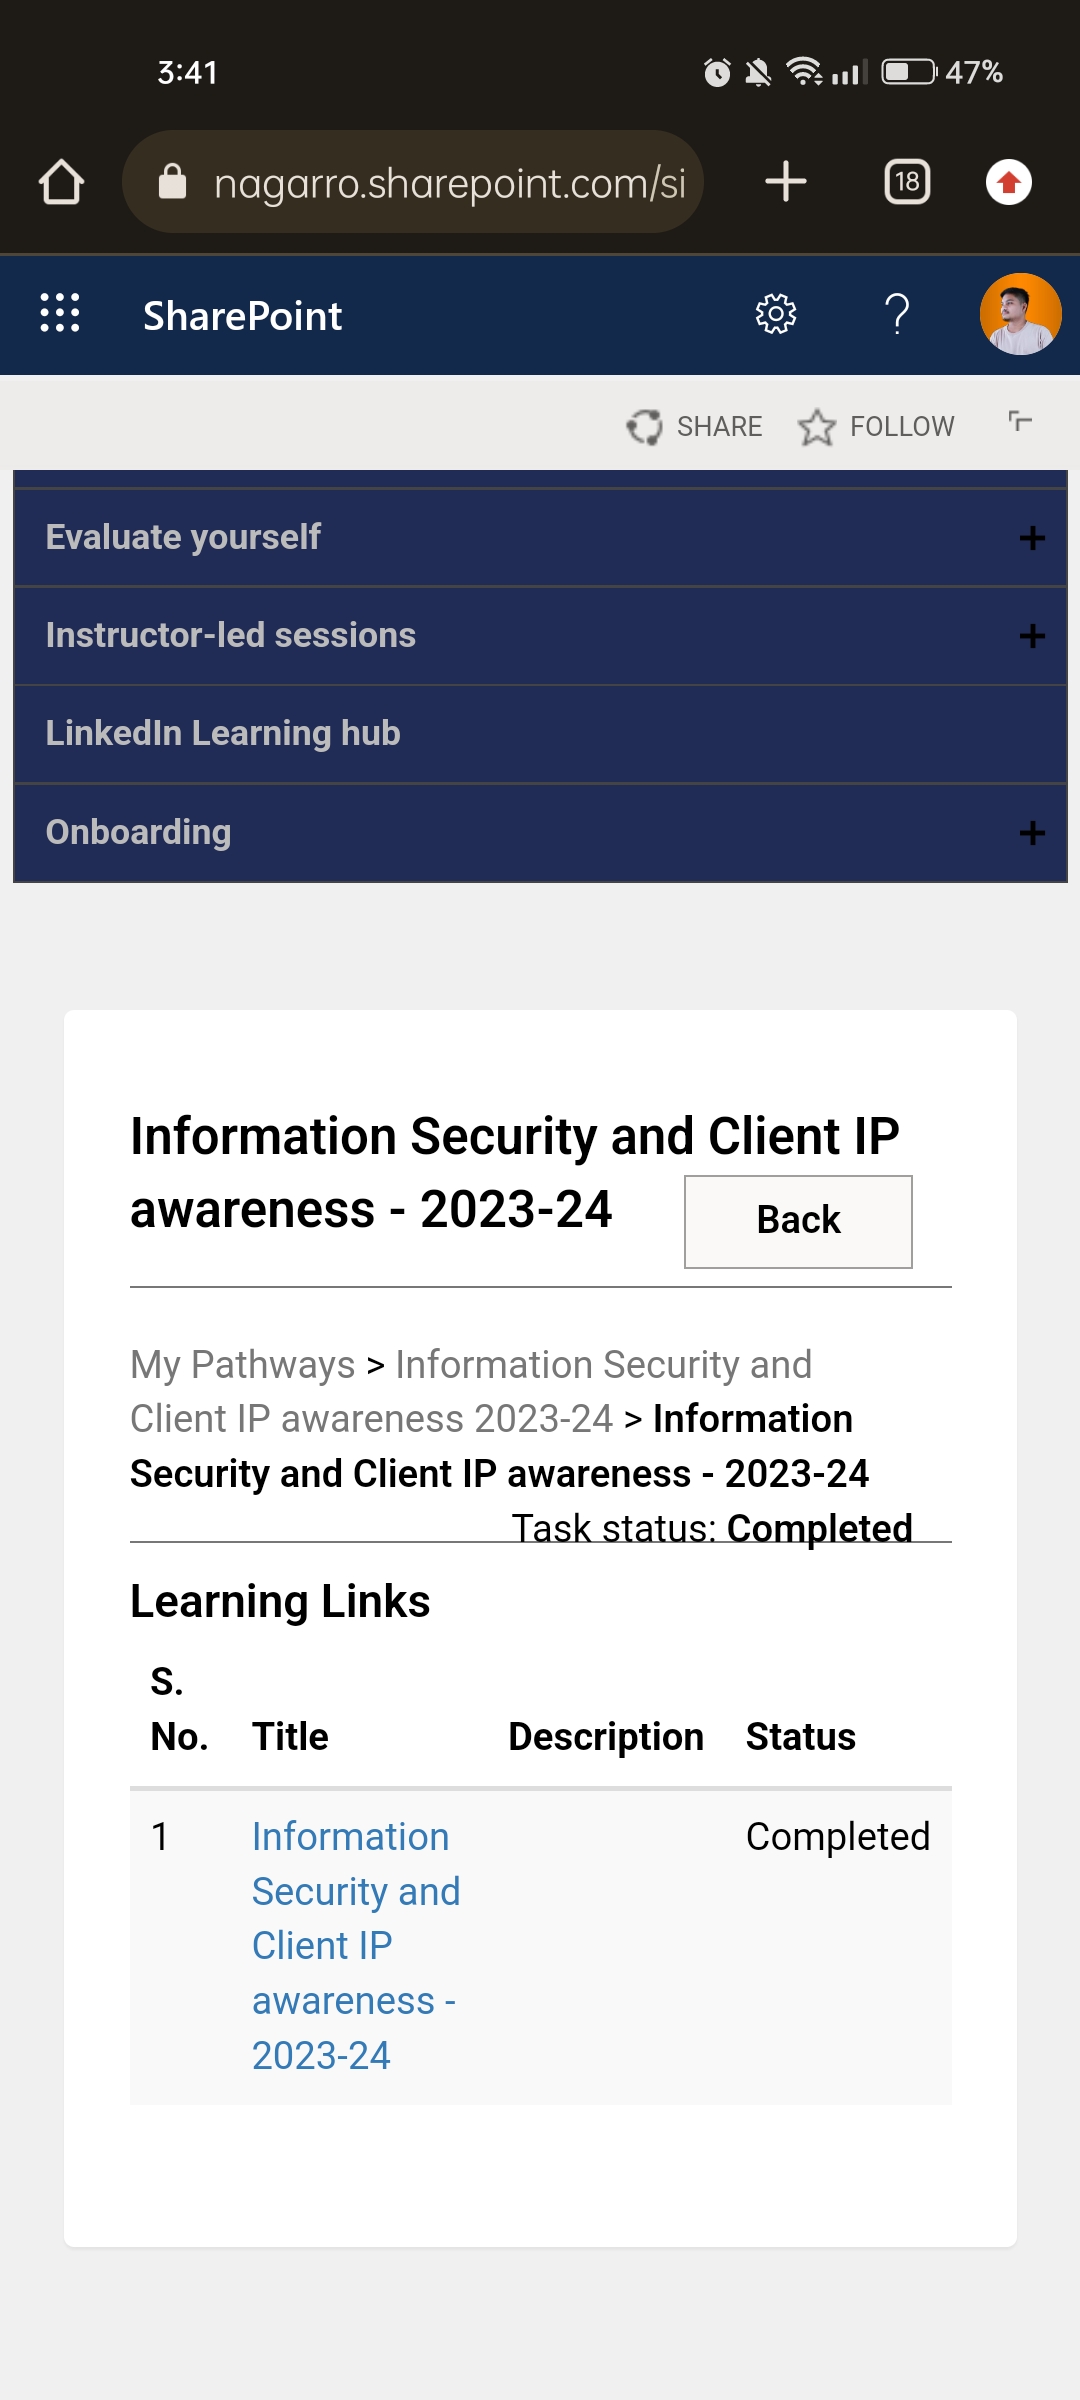 3:41
47%
nagarro.sharepoint.com/si
18
SharePoint
SHARE
FOLLOW
Evaluate yourself
Instructor-led sessions
LinkedIn Learning hub
Onboarding
Information Security and Client IP
awareness - 2023-24
Back
My Pathways > Information Security and
Client IP awareness 2023-24 > Information
Security and Client IP awareness - 2023-24
Task status: Completed
Learning Links
S.
No. Title Description Status
1 Information Completed
Security and
Client IP
awareness -
2023-24